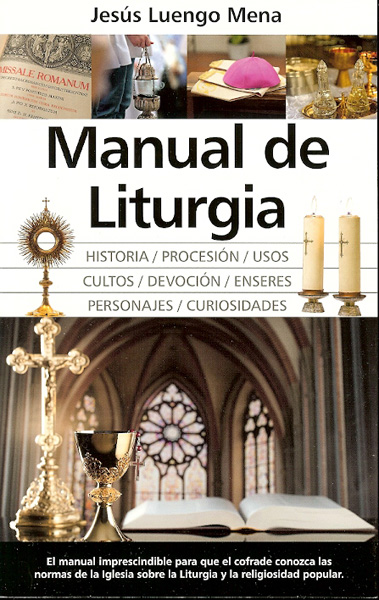 Jesús Luengo Mena
MISSALE ROMANUM
Manual de
Liturgia
HISTORIA / PROCESIÓN / USOS
CULTOS / DEVOCIÓN / ENSERES
PERSONAJES / CURIOSIDADES
El manual imprescindible para que el cofrade conozca las
normas de la Iglesia sobre la Liturgia y la religiosidad popular.